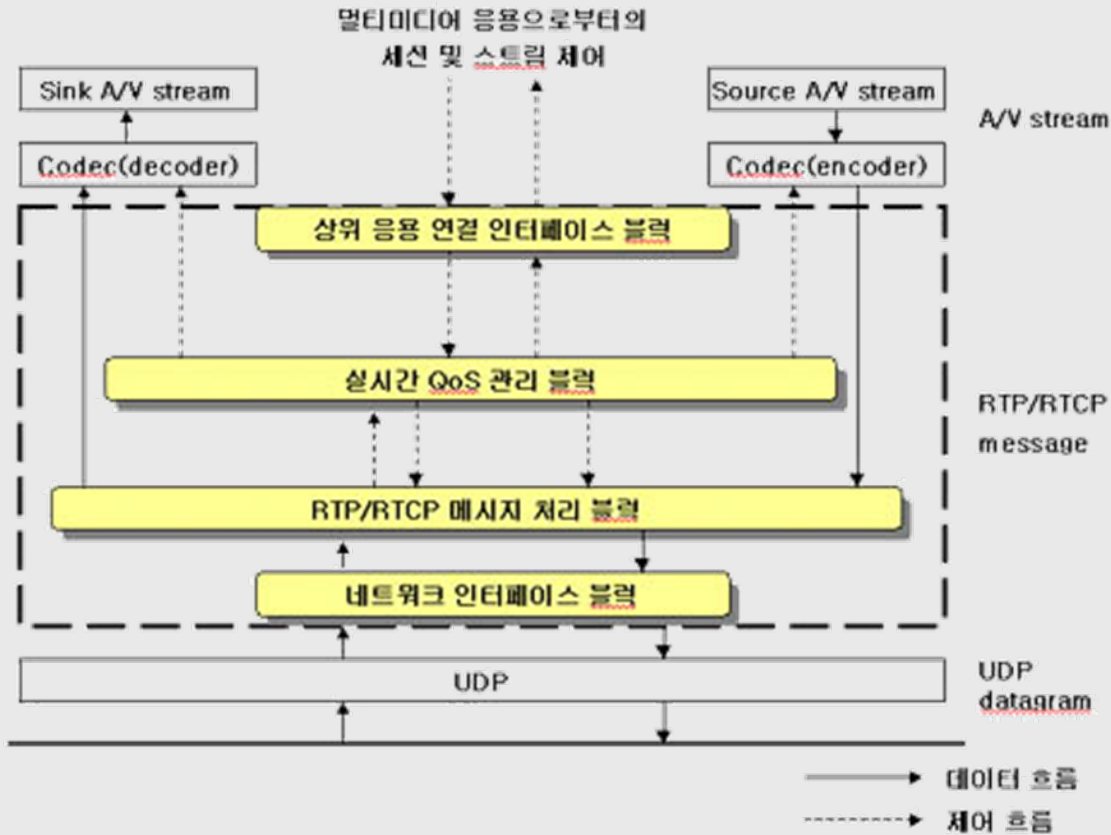 멀티미디어 응용으로부터의
세션 및 스트림 제어
Sink A/V stream
Source A/V stream
A/V stream
Codec(decoder)
Codec(encoder)
상위 응용 연결 인터페이스 블럭
실시간 QoS 관리 블럭
RTP/RTCP
message
RTP/RTCP 메시지 처리 블럭
네트워크 인터페이스 블럭
UDP
UDP
datagram
데이터 흐름
제어 흐름